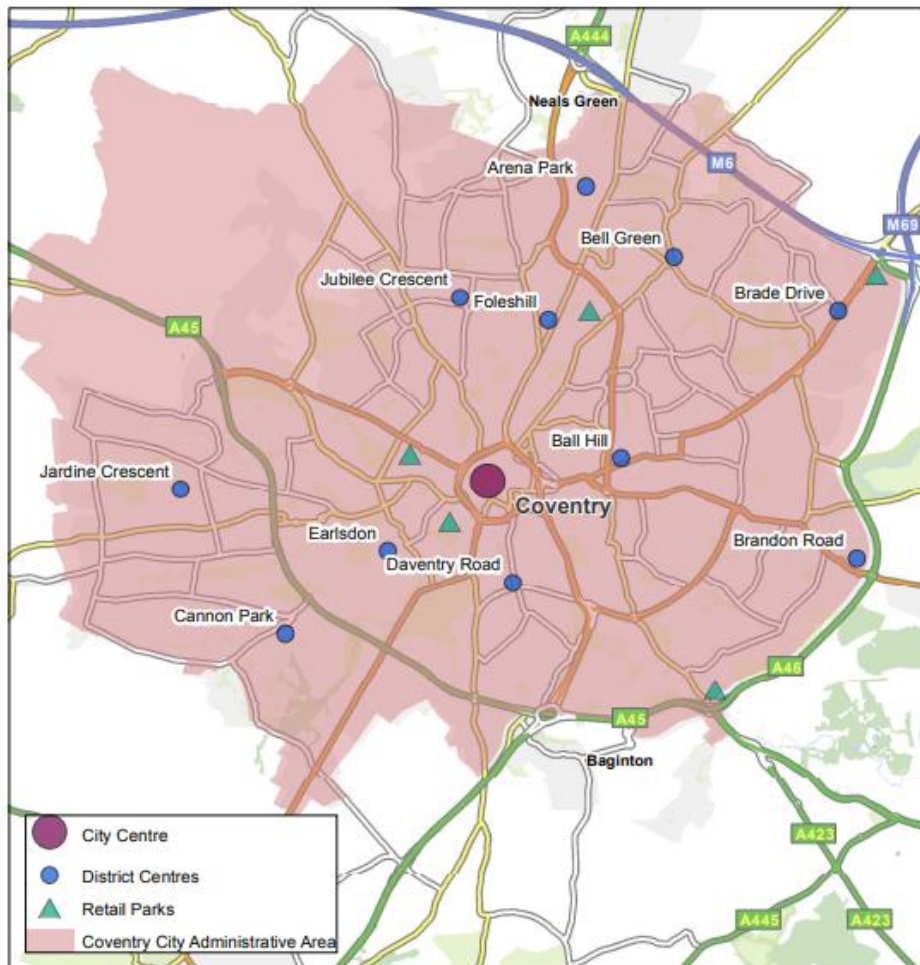 A444
Neals Green
M6
Arena Park
M69
Bell Green
Jubilee Crescent
Brade Drive
Foleshill
A45
Ball Hill
Jardine Crescent
Coventry
Earlsdon
Brandon Road
Daventry Road
Cannon Park
A46
A45
Baginton
City Centre
District Centres
Retail Parks
Coventry City Administrative Area
A423
A445
A423